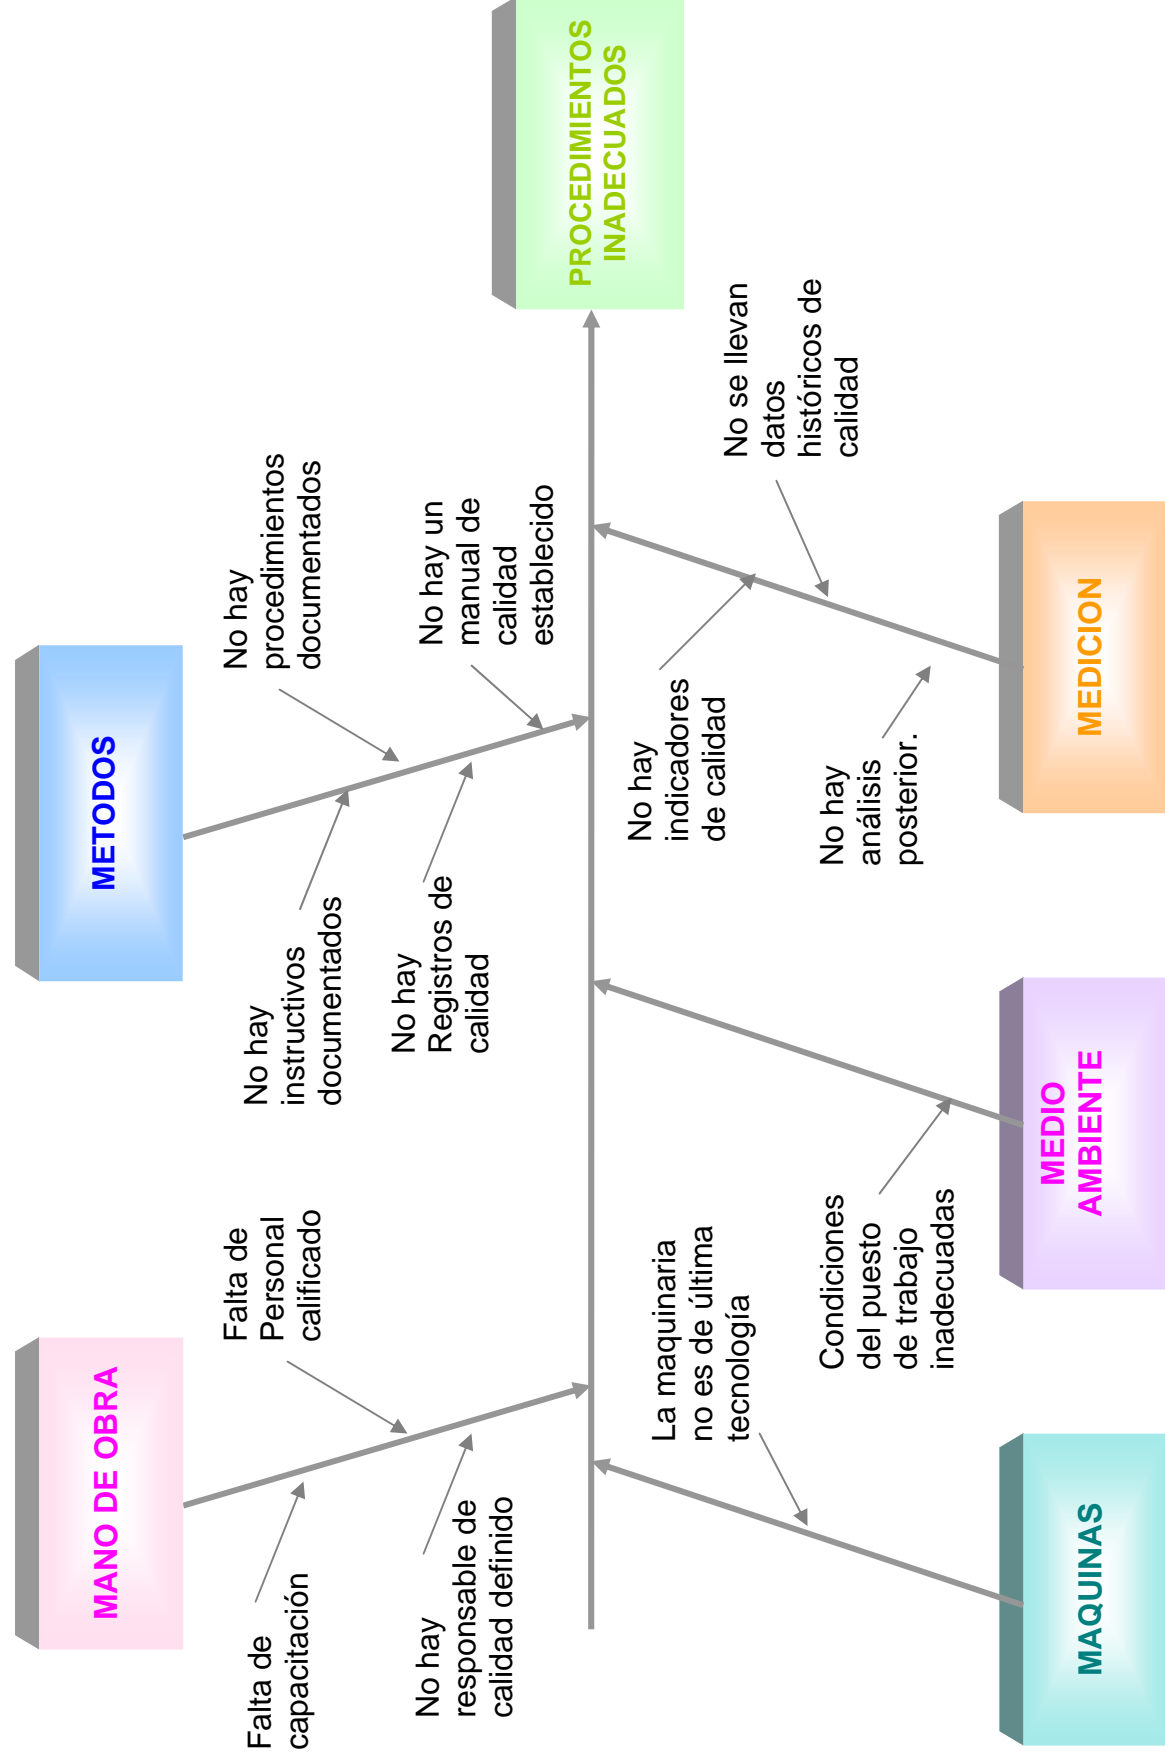 MANO DE OBRA
METODOS
Falta de
Personal
calificado
No hay
procedimientos
documentados
Falta de
capacitación
No hay
instructivos
documentados
No hay
responsable de
calidad definido
No hay
Registros de
calidad
No hay un
manual de
calidad
establecido
PROCEDIMIENTOS
INADECUADOS
La maquinaria
no es de última
tecnología
No hay
indicadores
de calidad
No se llevan
datos
históricos de
calidad
Condiciones
del puesto
de trabajo
inadecuadas
No hay
análisis
posterior.
MAQUINAS
MEDIO
AMBIENTE
MEDICION